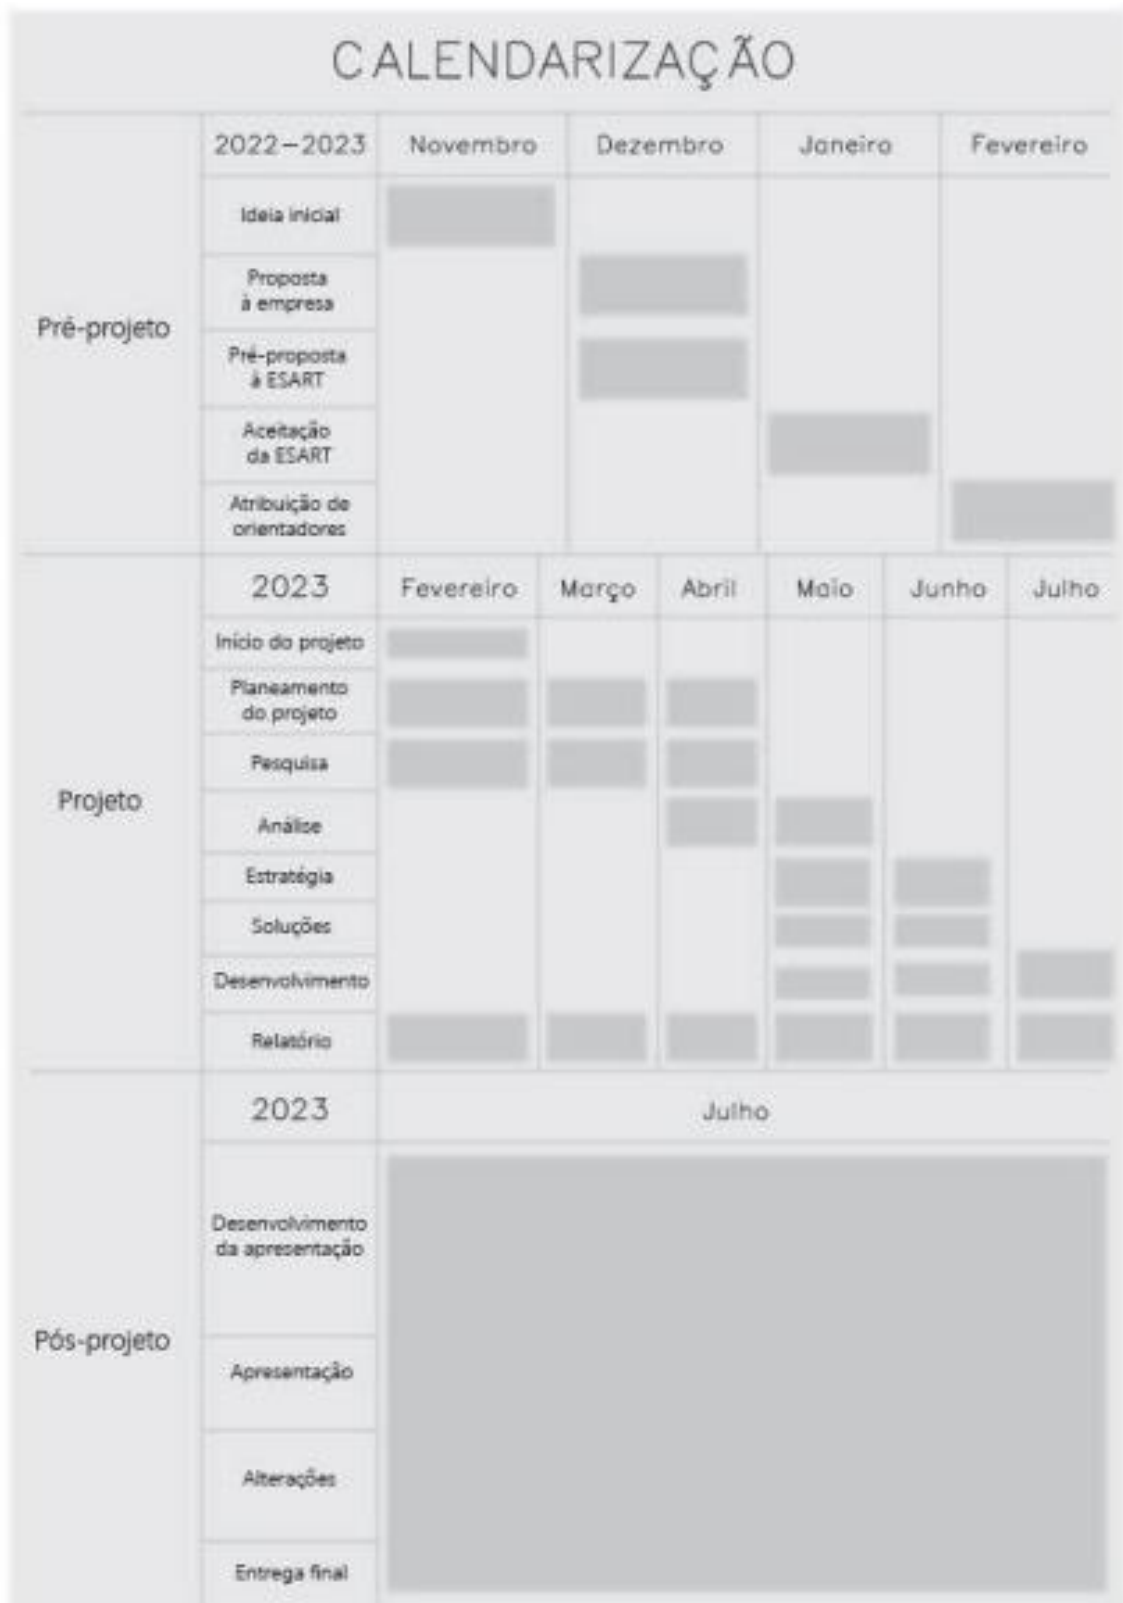 CALENDARIZAÇÃO
2022-2023 Novembro Dezembro Janeiro Fevereiro
Pré-projeto
Ideia inicial
Proposta
à empresa
Pré-proposta
à ESART
Aceitação
da ESART
Atribuição de
orientadores
2023 Fevereiro Março Abril Maio Junho Julho
Projeto
Início do projeto
Planeamento
do projeto
Pesquisa
Análise
Estratégia
Soluções
Desenvolvimento
Relatório
2023 Julho
Pós-projeto
Desenvolvimento
da apresentação
Apresentação
Alterações
Entrega final